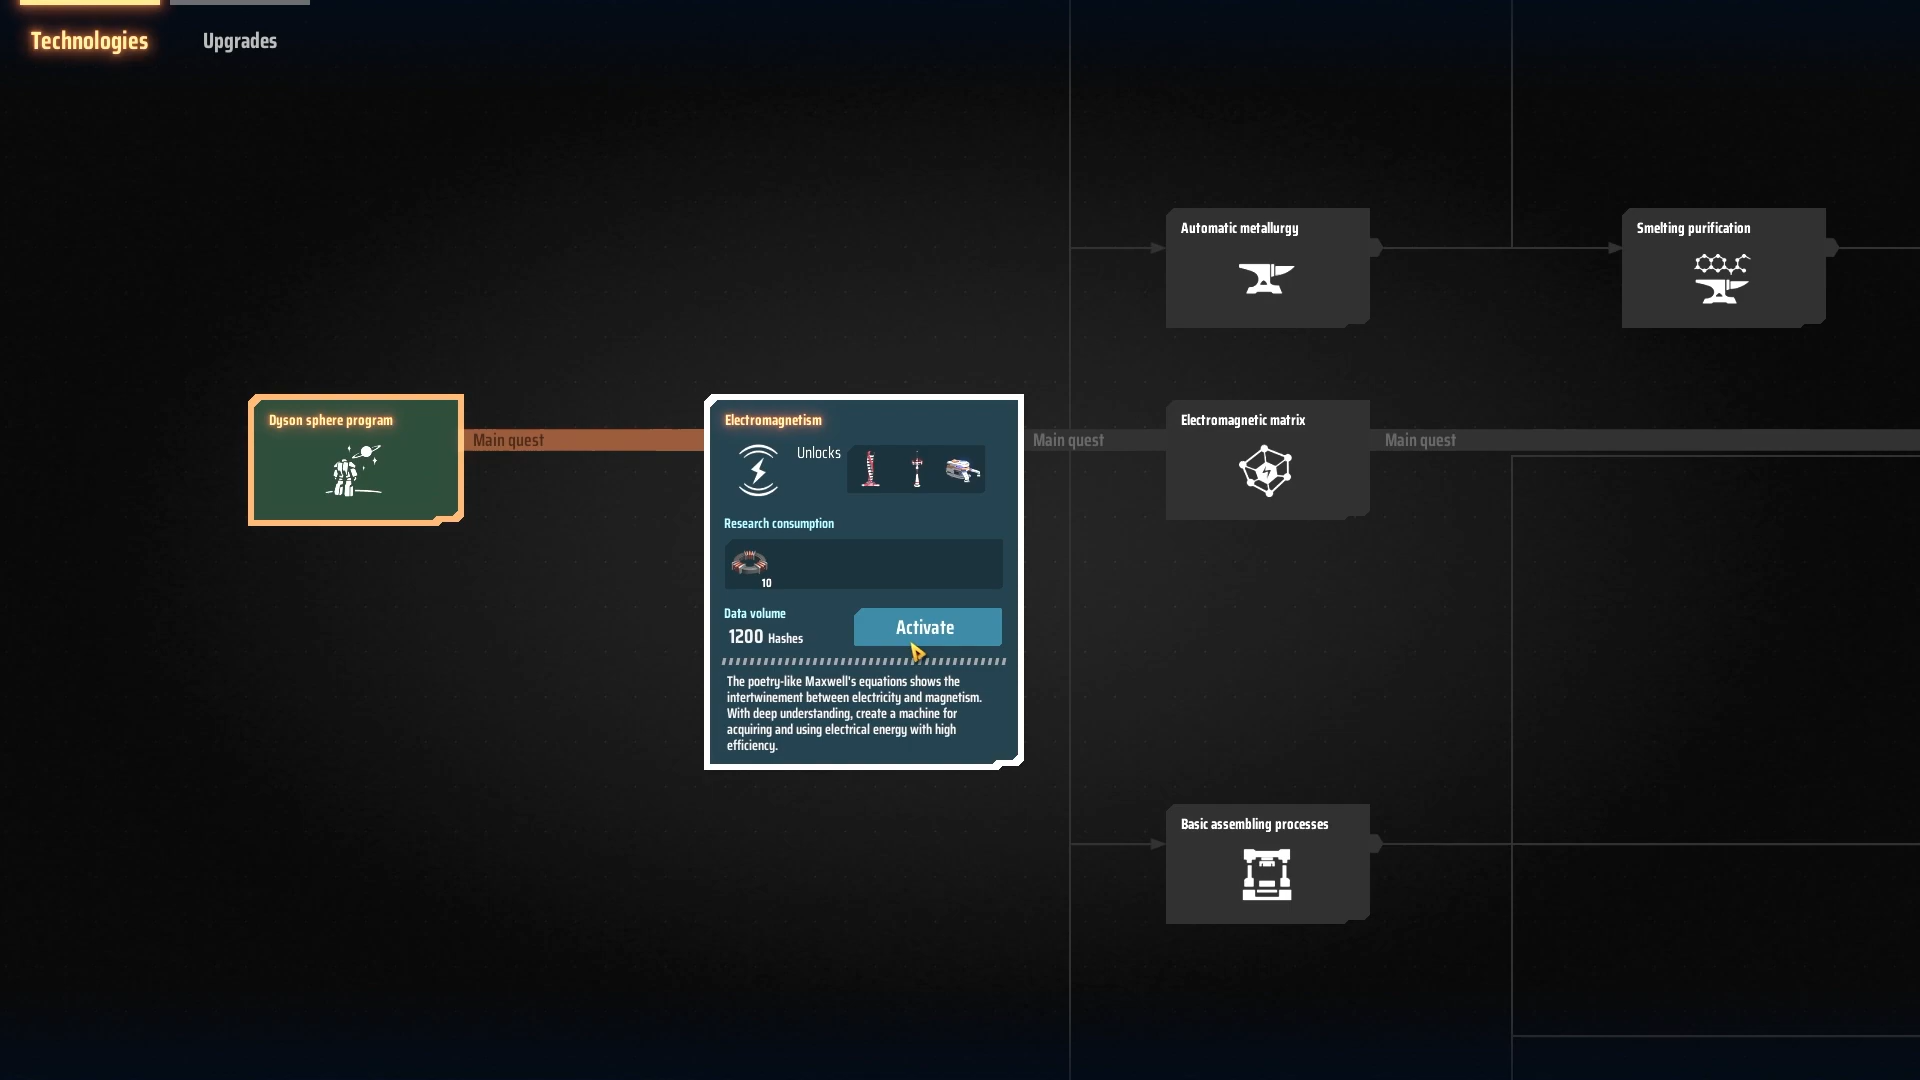 Technologies
Upgrades
Automatic metallurgy
Smelting purification
Dyson sphere program
Main quest
Electromagnetism
Unlocks
Research consumption
10
Data volume
1200 Hashes
Activate
The poetry-like Maxwell's equations shows the
intertwinement between electricity and magnetism.
With deep understanding, create a machine for
acquiring and using electrical energy with high
efficiency.
Main quest
Electromagnetic matrix
Main quest
Basic assembling processes